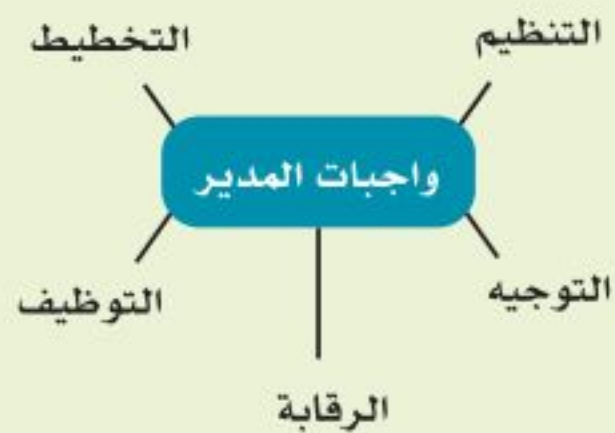 التنظيم
التخطيط
واجبات المدير
التوجيه
التوظيف
الرقابة